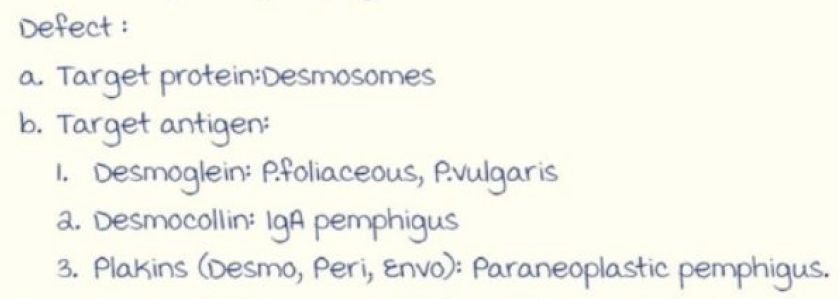 Defect :
a. Target protein:Desmosomes
b. Target antigen:
1. Desmoglein: P.foliaceous, P.vulgaris
2. Desmocollin: IgA pemphigus
3. Plakins (Desmo, Peri, Envo): Paraneoplastic pemphigus.